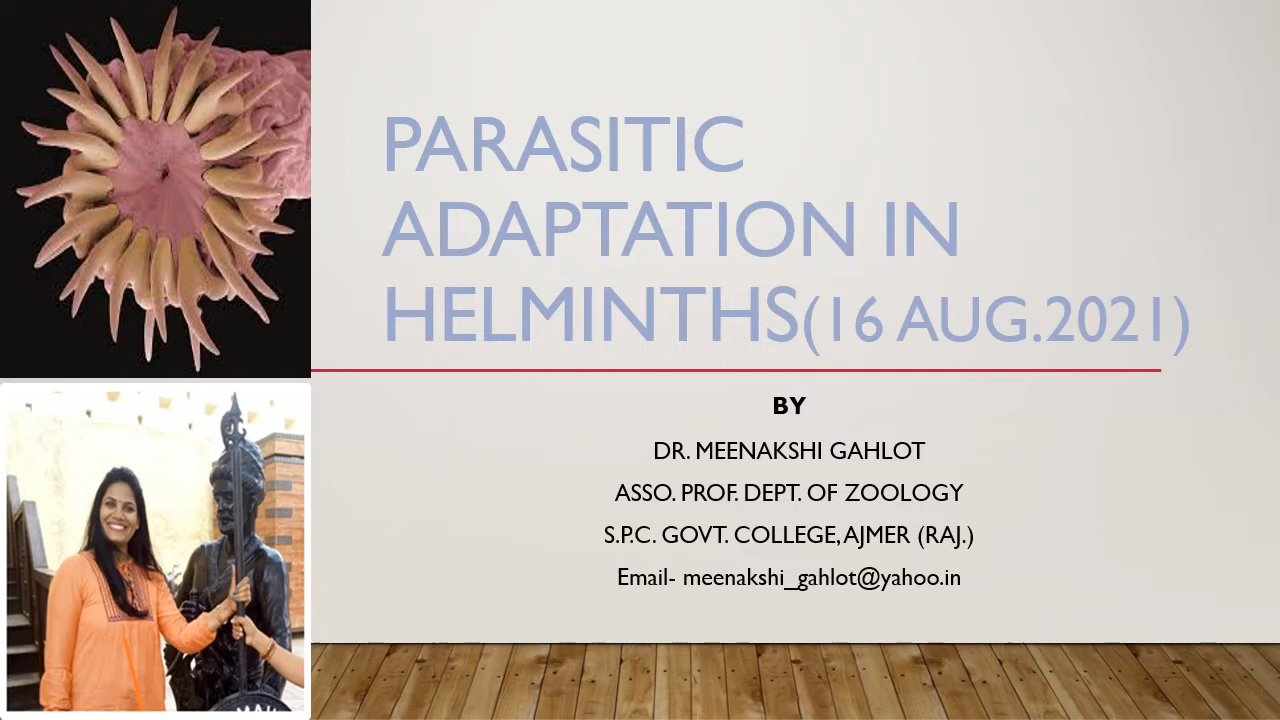 PARASITIC
ADAPTATION IN
HELMINTHS(16 AUG.2021)
BY
DR. MEENAKSHI GAHLOT
ASSO. PROF. DEPT. OF ZOOLOGY
S.P.C. GOVT. COLLEGE, AJMER (RAJ.)
Email- meenakshi_gahlot@yahoo.in